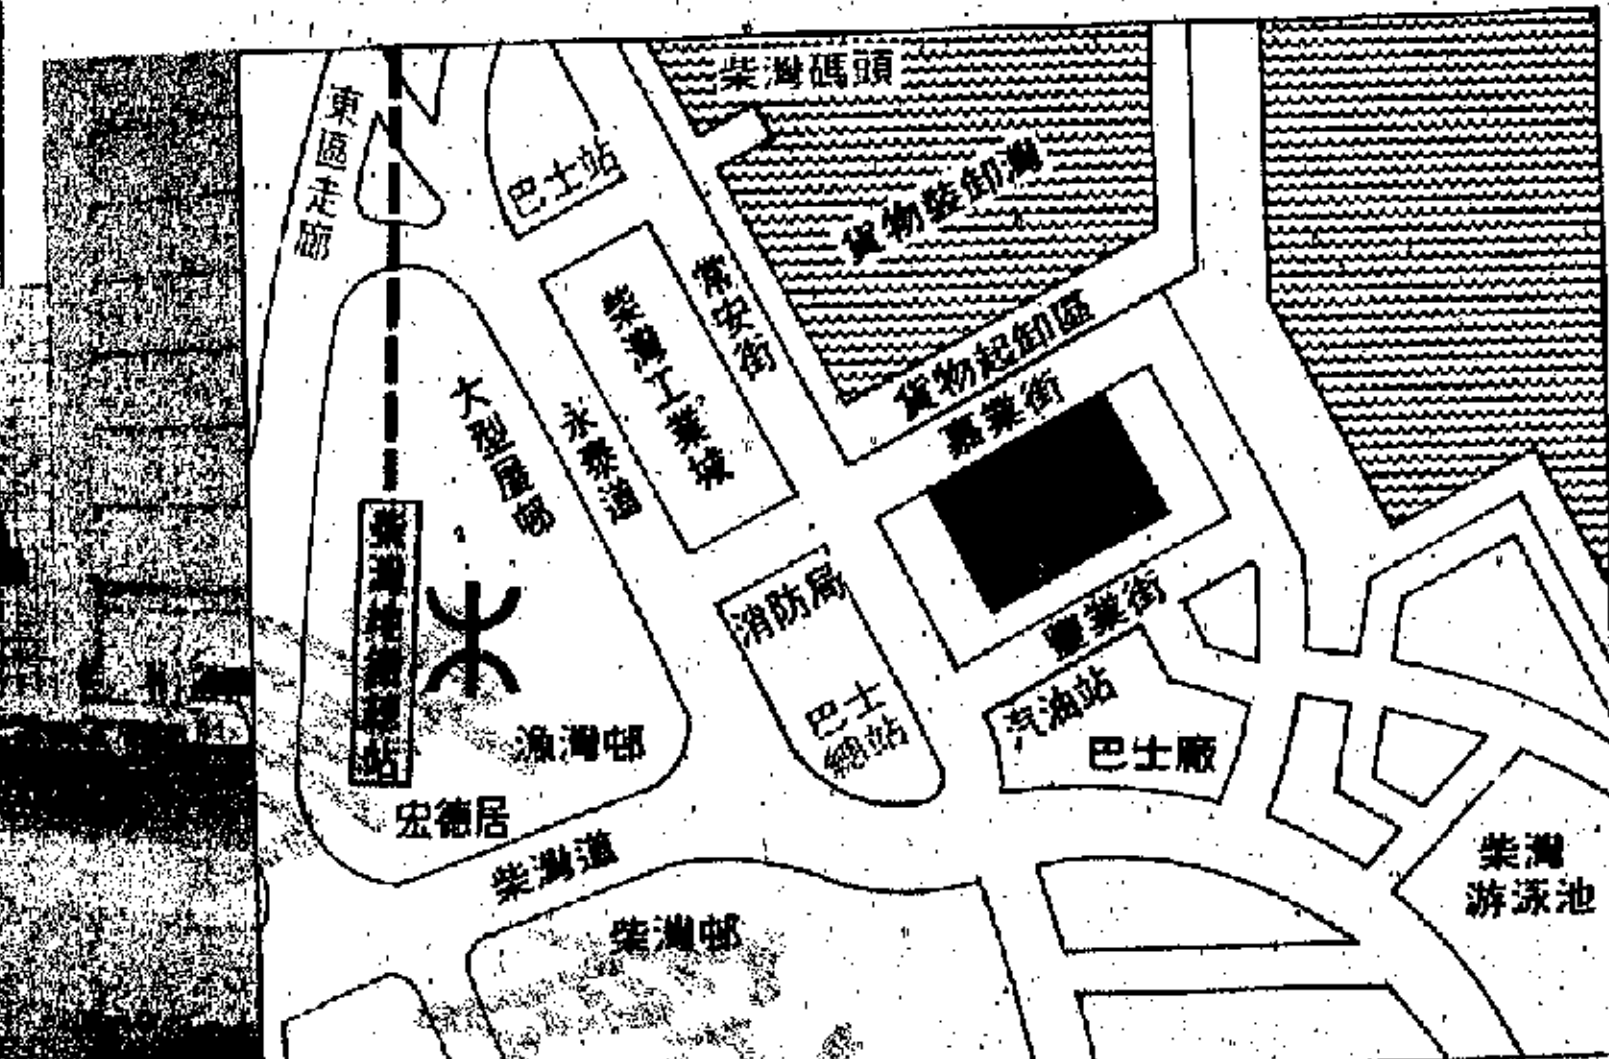 柴灣碼頭
東區走廊
巴士站
貨物裝卸灣
常安街
柴灣工業城
貨物起卸區
嘉業街
大型屋邨
永泰道
柴灣地鐵站
消防局
豐業街
巴士
總站
汽油站
漁灣邨
巴士廠
宏德居
柴灣道
柴灣
游泳池
柴灣邨